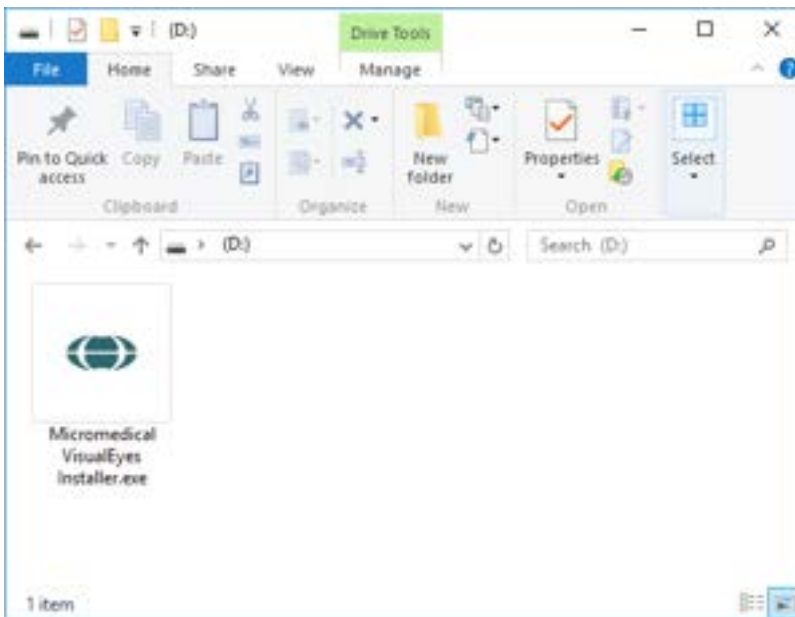 (D:)
Drive Tools
File
Home
Share
View
Manage
Pin to Quick
access
Copy
Paste
New
folder
Properties
Select
Clipboard
Organize
New
Open
(D:)
Search (D:)
Micromedical
VisualEyes
Installer.exe
1 item